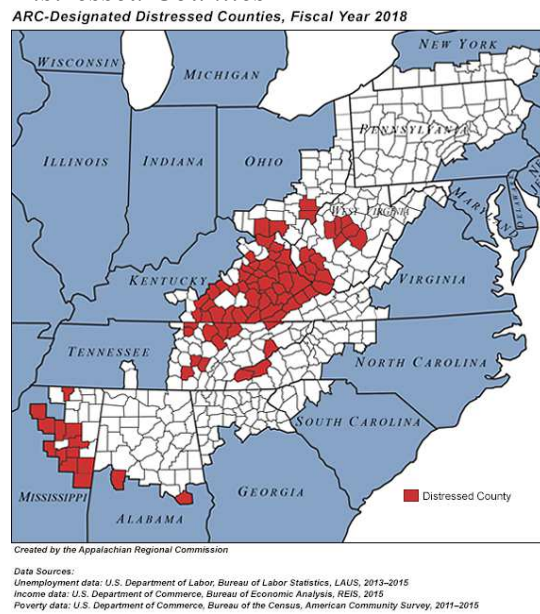 ARC-Designated Distressed Counties, Fiscal Year 2018
NEW YORK
WISCONSIN
MICHIGAN
PENNSYLVANIA
ILLINOIS
INDIANA
OHIO
MARYLAND
DELAWARE
WEST VIRGINIA
KENTUCKY
VIRGINIA
TENNESSEE
NORTH CAROLINA
SOUTH CAROLINA
MISSISSIPPI
ALABAMA
GEORGIA
Distressed County
Created by the Appalachian Regional Commission
Data Sources:
Unemployment data: U.S. Department of Labor, Bureau of Labor Statistics, LAUS, 2013–2015
Income data: U.S. Department of Commerce, Bureau of Economic Analysis, REIS, 2015
Poverty data: U.S. Department of Commerce, Bureau of the Census, American Community Survey, 2011–2015